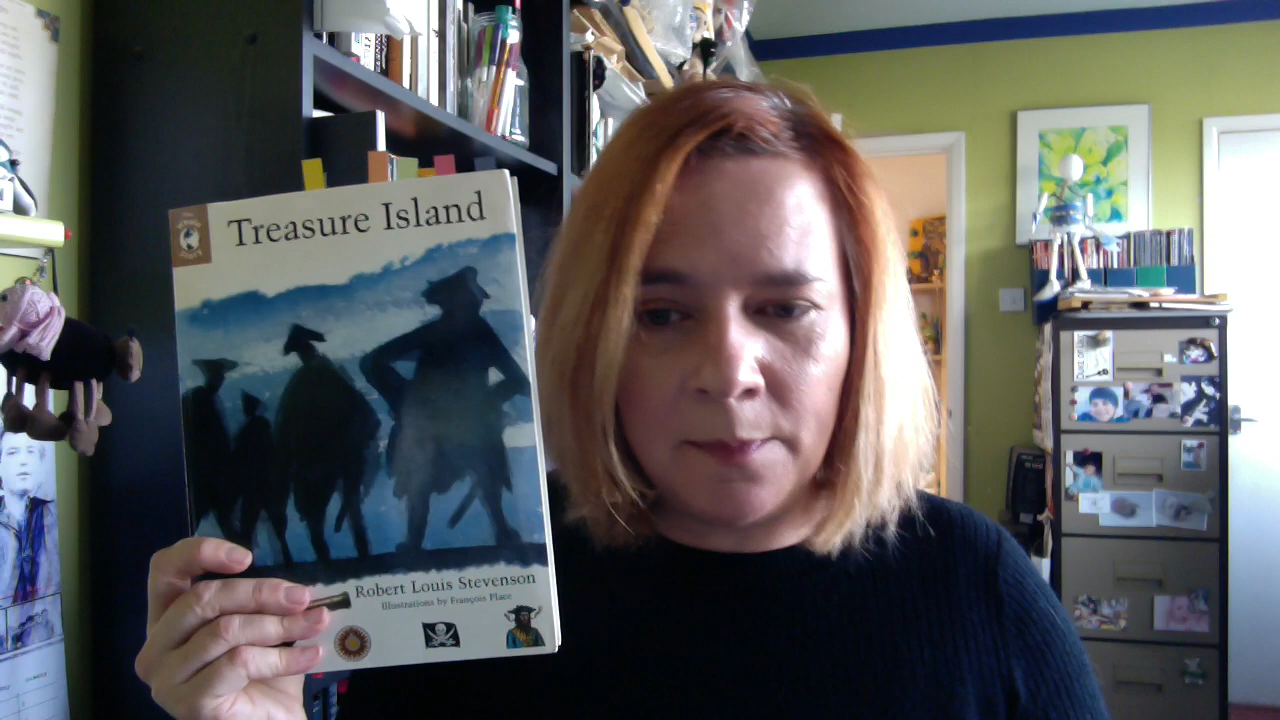 Treasure Island
Robert Louis Stevenson
Illustrations by François Place